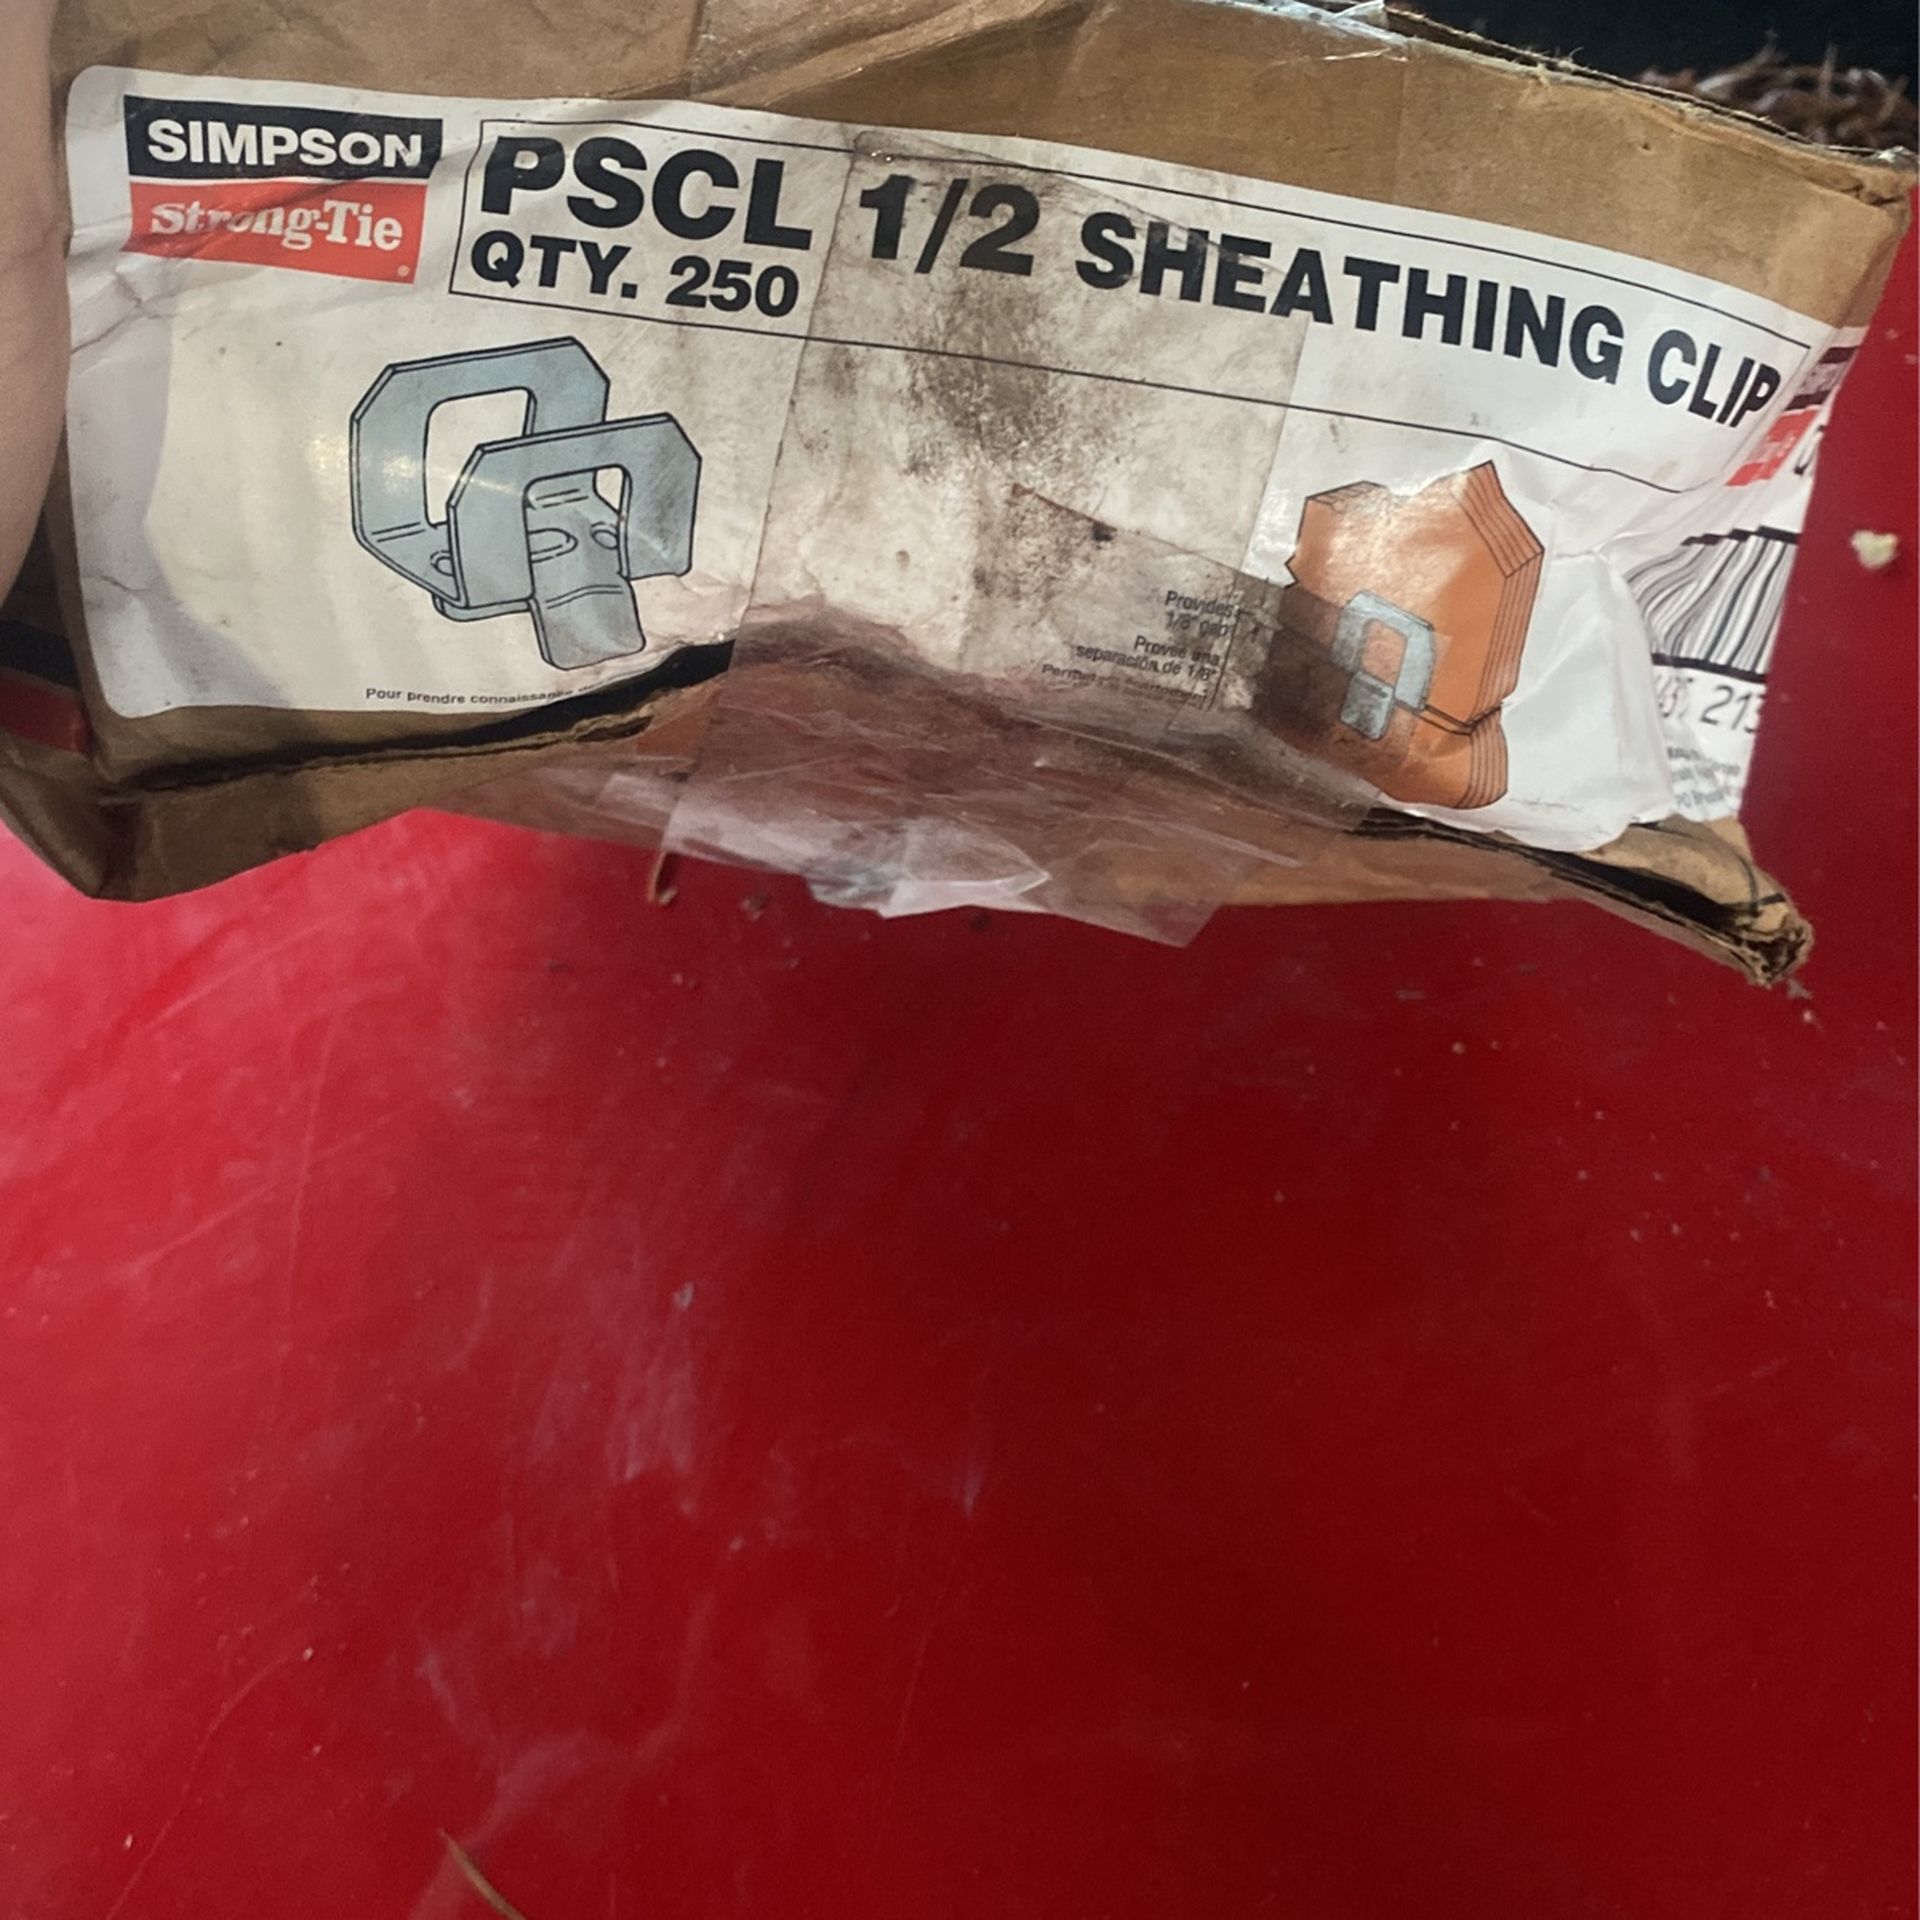 SIMPSON
Strong-Tie
®
PSCL 1/2 SHEATHING CLIP
QTY. 250
Provides
1/8" gap
Provee una
separación de 1/8"
Pour prendre connaissance
213